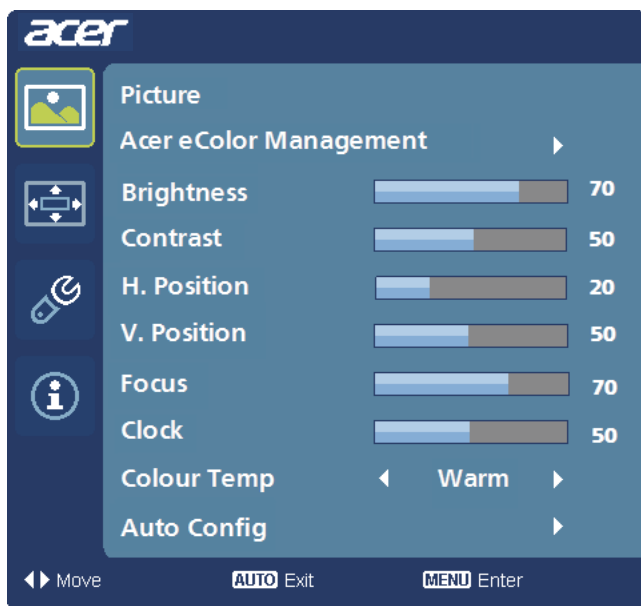 acer
Picture
Acer eColor Management
Brightness 70
Contrast 50
H. Position 20
V. Position 50
Focus 70
Clock 50
Colour Temp Warm
Auto Config
Move AUTO Exit MENU Enter